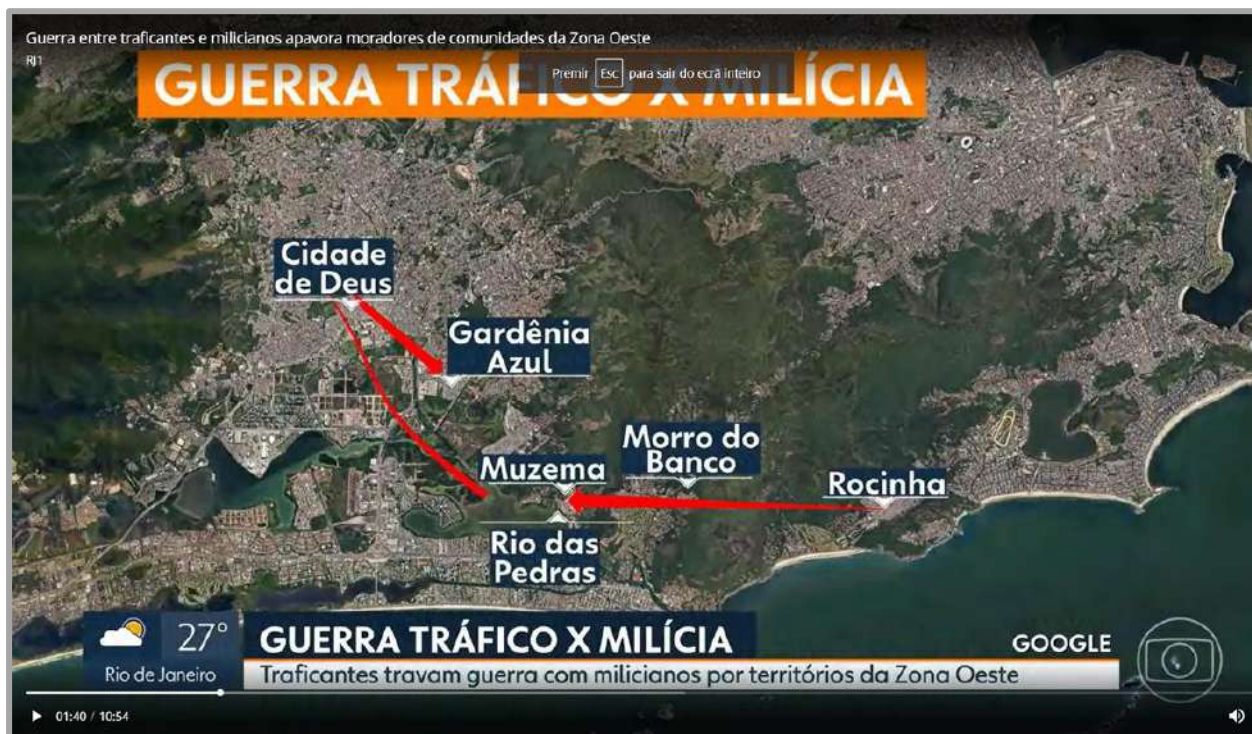 Guerra entre traficantes e milicianos apavora moradores de comunidades da Zona Oeste
RJ1
Premir Esc para sair do ecrã inteiro
GUERRA TRÁFICO X MILÍCIA
Cidade
de Deus
Gardênia
Azul
Morro do
Banco
Muzema
Rocinha
Rio das
Pedras
27°
Rio de Janeiro
GUERRA TRÁFICO X MILÍCIA
GOOGLE
Traficantes travam guerra com milicianos por territórios da Zona Oeste
01:40 / 10:54